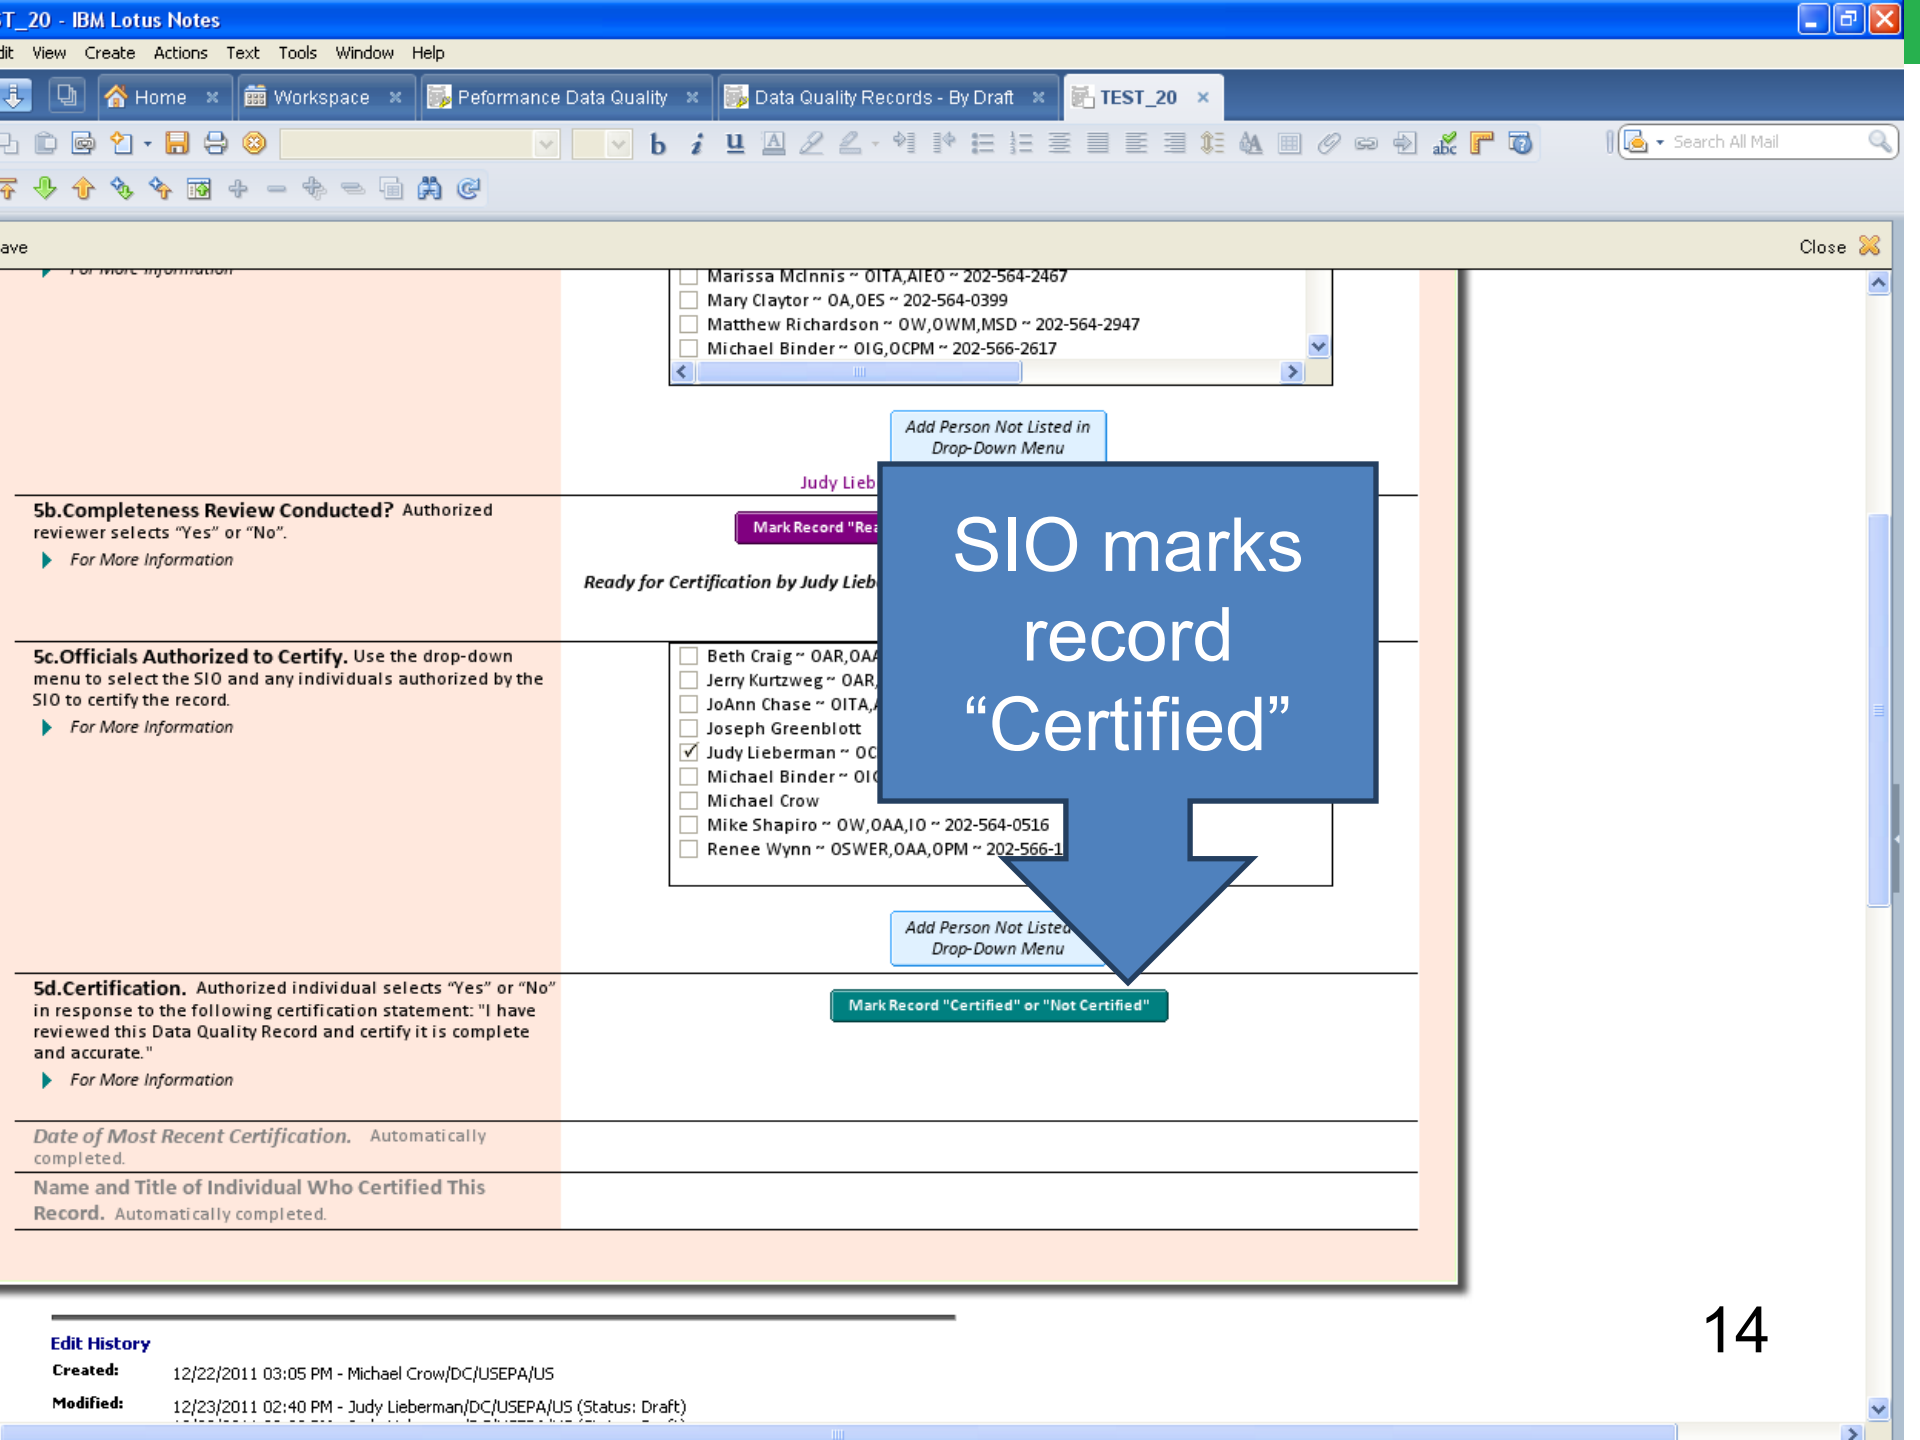 ST_20 - IBM Lotus Notes
dit View Create Actions Text Tools Window Help
Home Workspace Peformance Data Quality Data Quality Records - By Draft TEST_20
b i u Search All Mail
ave Close
For More Information
Marissa McInnis ~ OITA,AIEO ~ 202-564-2467
Mary Claytor ~ OA,OES ~ 202-564-0399
Matthew Richardson ~ OW,OWM,MSD ~ 202-564-2947
Michael Binder ~ OIG,OCPM ~ 202-566-2617
Add Person Not Listed in
Drop-Down Menu
Judy Lieb
5b.Completeness Review Conducted? Authorized
reviewer selects “Yes” or “No”.
For More Information
Mark Record "Rea
Ready for Certification by Judy Lieb
SIO marks
record
“Certified”
5c.Officials Authorized to Certify. Use the drop-down
menu to select the SIO and any individuals authorized by the
SIO to certify the record.
For More Information
Beth Craig ~ OAR,OAA
Jerry Kurtzweg ~ OAR,
JoAnn Chase ~ OITA,A
Joseph Greenblott
Judy Lieberman ~ OC
Michael Binder ~ OIG
Michael Crow
Mike Shapiro ~ OW,OAA,IO ~ 202-564-0516
Renee Wynn ~ OSWER,OAA,OPM ~ 202-566-1
Add Person Not Listed
Drop-Down Menu
5d.Certification. Authorized individual selects “Yes” or “No”
in response to the following certification statement: "I have
reviewed this Data Quality Record and certify it is complete
and accurate."
For More Information
Mark Record "Certified" or "Not Certified"
Date of Most Recent Certification. Automatically
completed.
Name and Title of Individual Who Certified This
Record. Automatically completed.
14
Edit History
Created: 12/22/2011 03:05 PM - Michael Crow/DC/USEPA/US
Modified: 12/23/2011 02:40 PM - Judy Lieberman/DC/USEPA/US (Status: Draft)